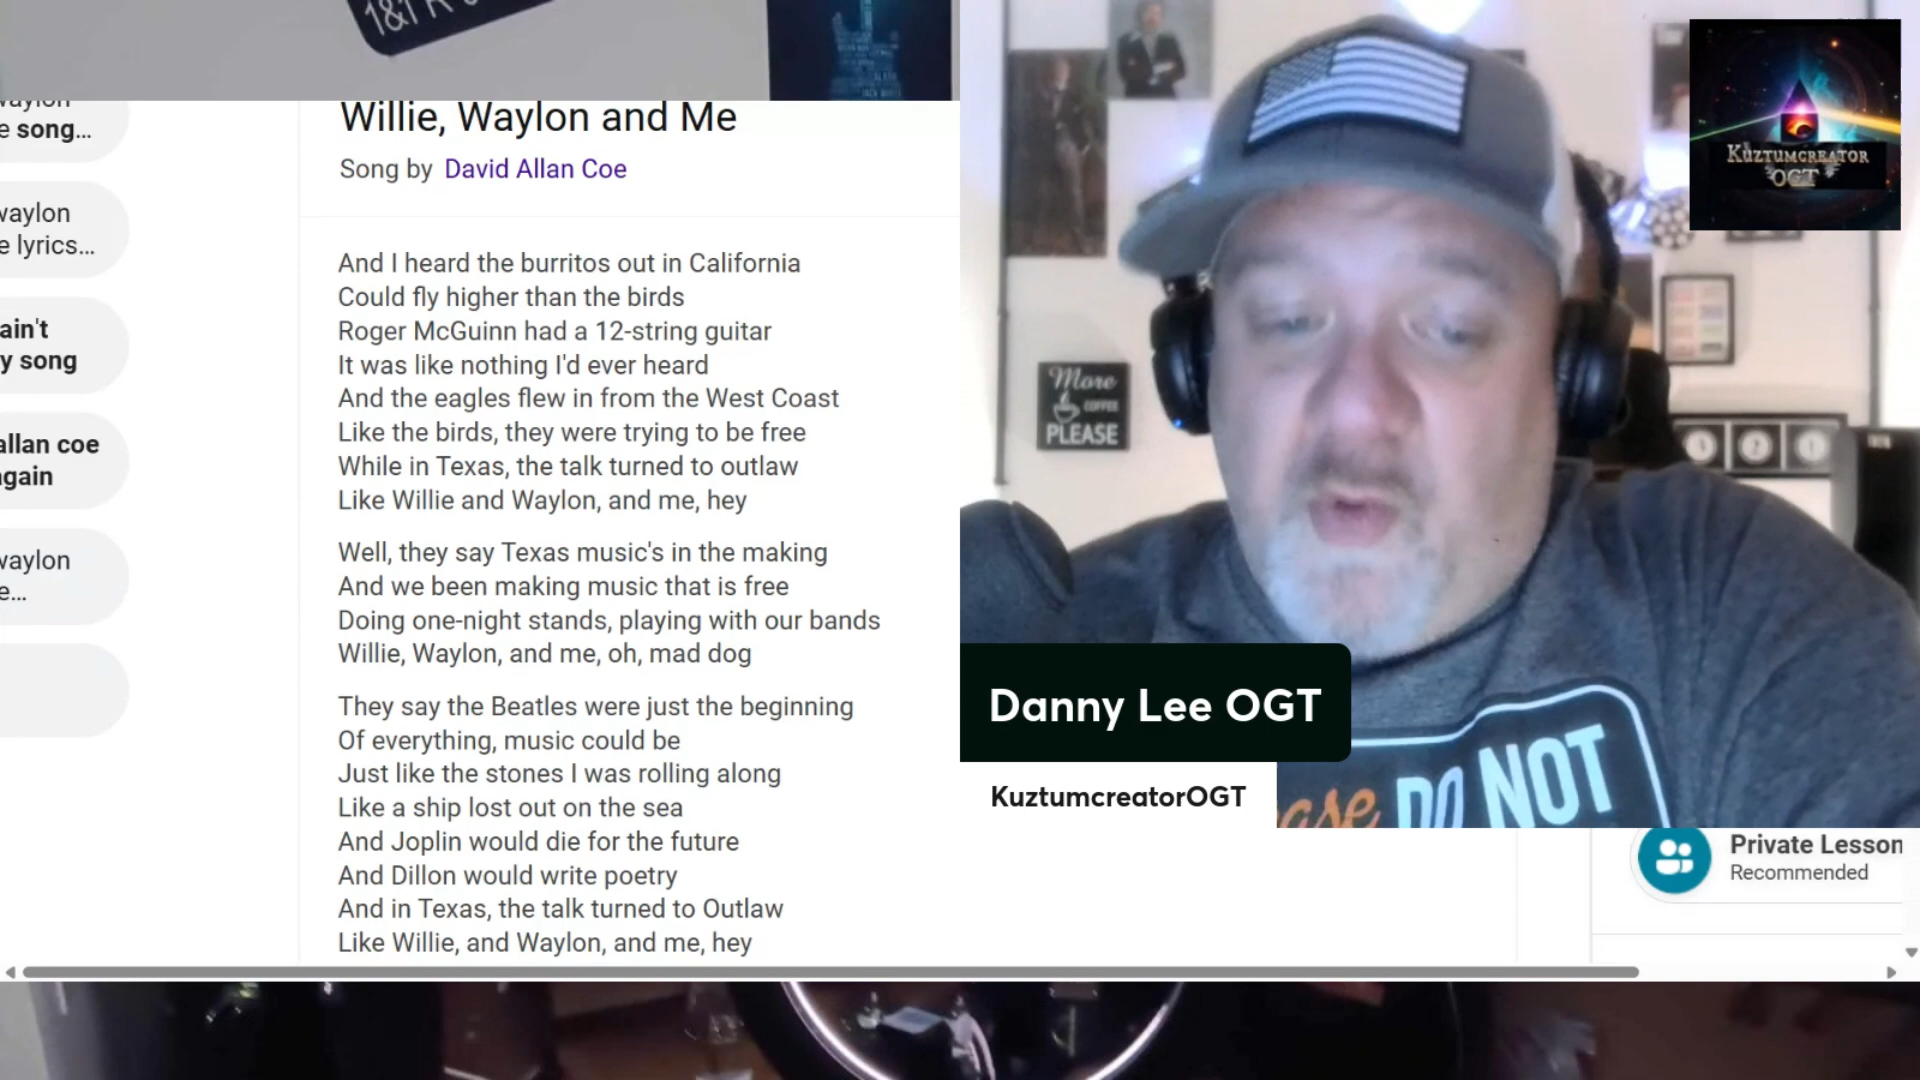 1&1
waylon
e song...
waylon
e lyrics...
ain't
y song
allan coe
again
waylon
e...
Willie, Waylon and Me
Song by David Allan Coe
And I heard the burritos out in California
Could fly higher than the birds
Roger McGuinn had a 12-string guitar
It was like nothing I'd ever heard
And the eagles flew in from the West Coast
Like the birds, they were trying to be free
While in Texas, the talk turned to outlaw
Like Willie and Waylon, and me, hey
Well, they say Texas music's in the making
And we been making music that is free
Doing one-night stands, playing with our bands
Willie, Waylon, and me, oh, mad dog
They say the Beatles were just the beginning
Of everything, music could be
Just like the stones I was rolling along
Like a ship lost out on the sea
And Joplin would die for the future
And Dillon would write poetry
And in Texas, the talk turned to Outlaw
Like Willie, and Waylon, and me, hey
KUZTUMCREATOR
OGT
More
COFFEE
PLEASE
Danny Lee OGT
KuztumcreatorOGT
ase DO NOT
Private Lesson
Recommended